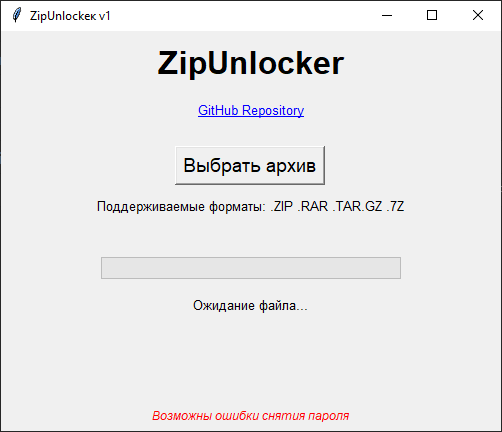 ZipUnlocкeк v1
ZipUnlocker
GitHub Repository
Выбрать архив
Поддерживаемые форматы: .ZIP .RAR .TAR.GZ .7Z
Ожидание файла...
Возможны ошибки снятия пароля